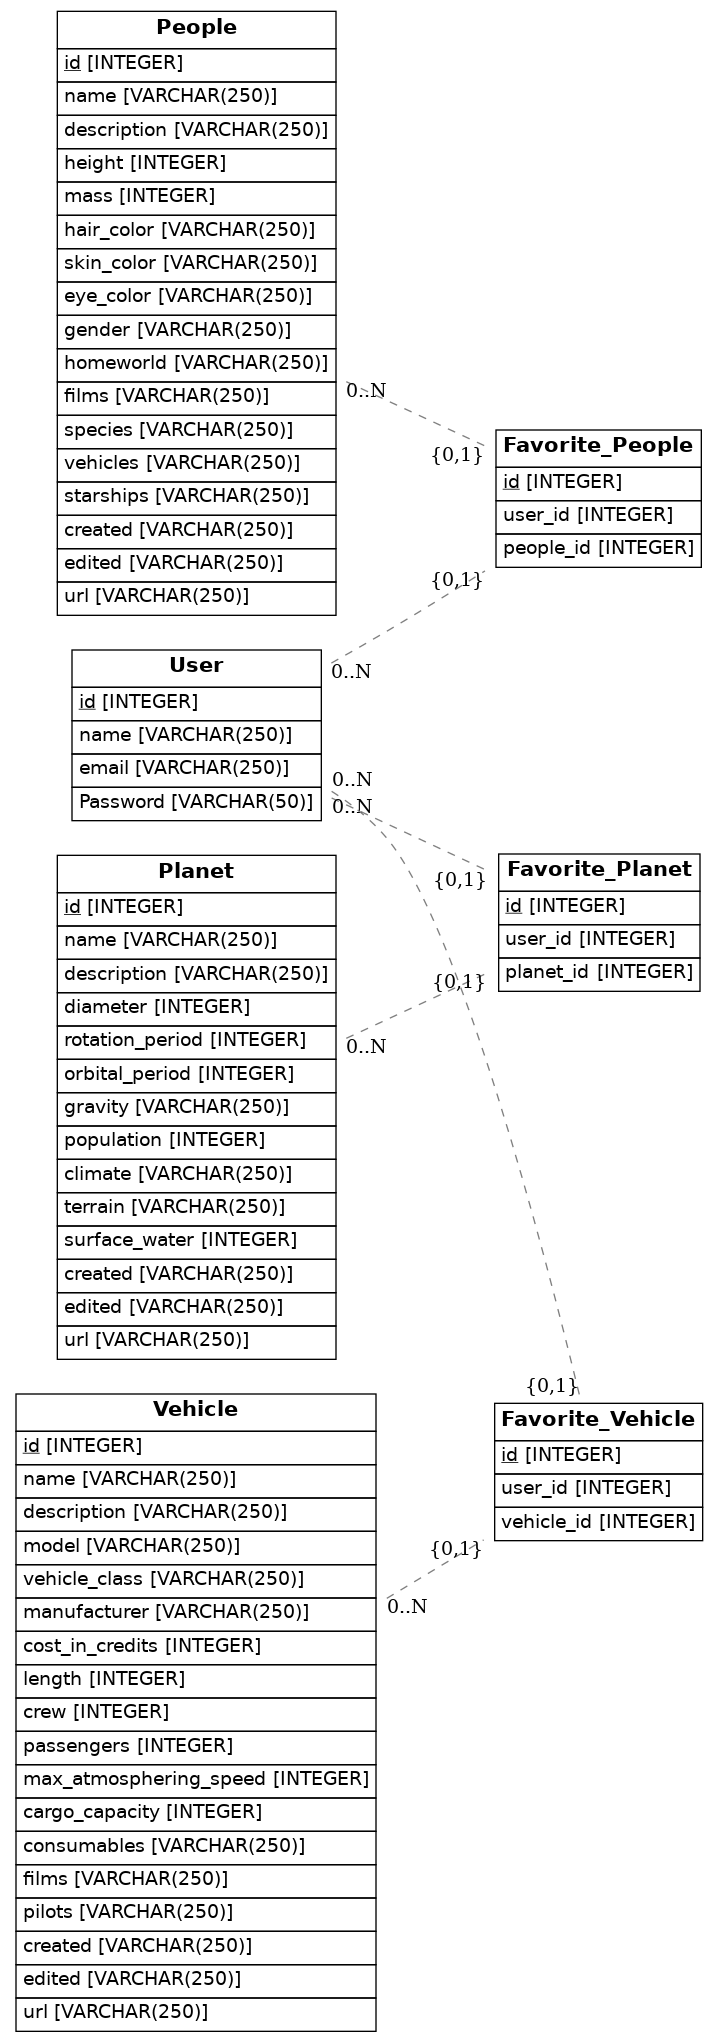 People
id [INTEGER]
name [VARCHAR(250)]
description [VARCHAR(250)]
height [INTEGER]
mass [INTEGER]
hair_color [VARCHAR(250)]
skin_color [VARCHAR(250)]
eye_color [VARCHAR(250)]
gender [VARCHAR(250)]
homeworld [VARCHAR(250)]
films [VARCHAR(250)]
species [VARCHAR(250)]
vehicles [VARCHAR(250)]
starships [VARCHAR(250)]
created [VARCHAR(250)]
edited [VARCHAR(250)]
url [VARCHAR(250)]
0..N
{0,1}
Favorite_People
id [INTEGER]
user_id [INTEGER]
people_id [INTEGER]
{0,1}
0..N
User
id [INTEGER]
name [VARCHAR(250)]
email [VARCHAR(250)]
Password [VARCHAR(50)]
0..N
0..N
{0,1}
Favorite_Planet
id [INTEGER]
user_id [INTEGER]
planet_id [INTEGER]
{0,1}
0..N
Planet
id [INTEGER]
name [VARCHAR(250)]
description [VARCHAR(250)]
diameter [INTEGER]
rotation_period [INTEGER]
orbital_period [INTEGER]
gravity [VARCHAR(250)]
population [INTEGER]
climate [VARCHAR(250)]
terrain [VARCHAR(250)]
surface_water [INTEGER]
created [VARCHAR(250)]
edited [VARCHAR(250)]
url [VARCHAR(250)]
{0,1}
Favorite_Vehicle
id [INTEGER]
user_id [INTEGER]
vehicle_id [INTEGER]
{0,1}
0..N
Vehicle
id [INTEGER]
name [VARCHAR(250)]
description [VARCHAR(250)]
model [VARCHAR(250)]
vehicle_class [VARCHAR(250)]
manufacturer [VARCHAR(250)]
cost_in_credits [INTEGER]
length [INTEGER]
crew [INTEGER]
passengers [INTEGER]
max_atmosphering_speed [INTEGER]
cargo_capacity [INTEGER]
consumables [VARCHAR(250)]
films [VARCHAR(250)]
pilots [VARCHAR(250)]
created [VARCHAR(250)]
edited [VARCHAR(250)]
url [VARCHAR(250)]